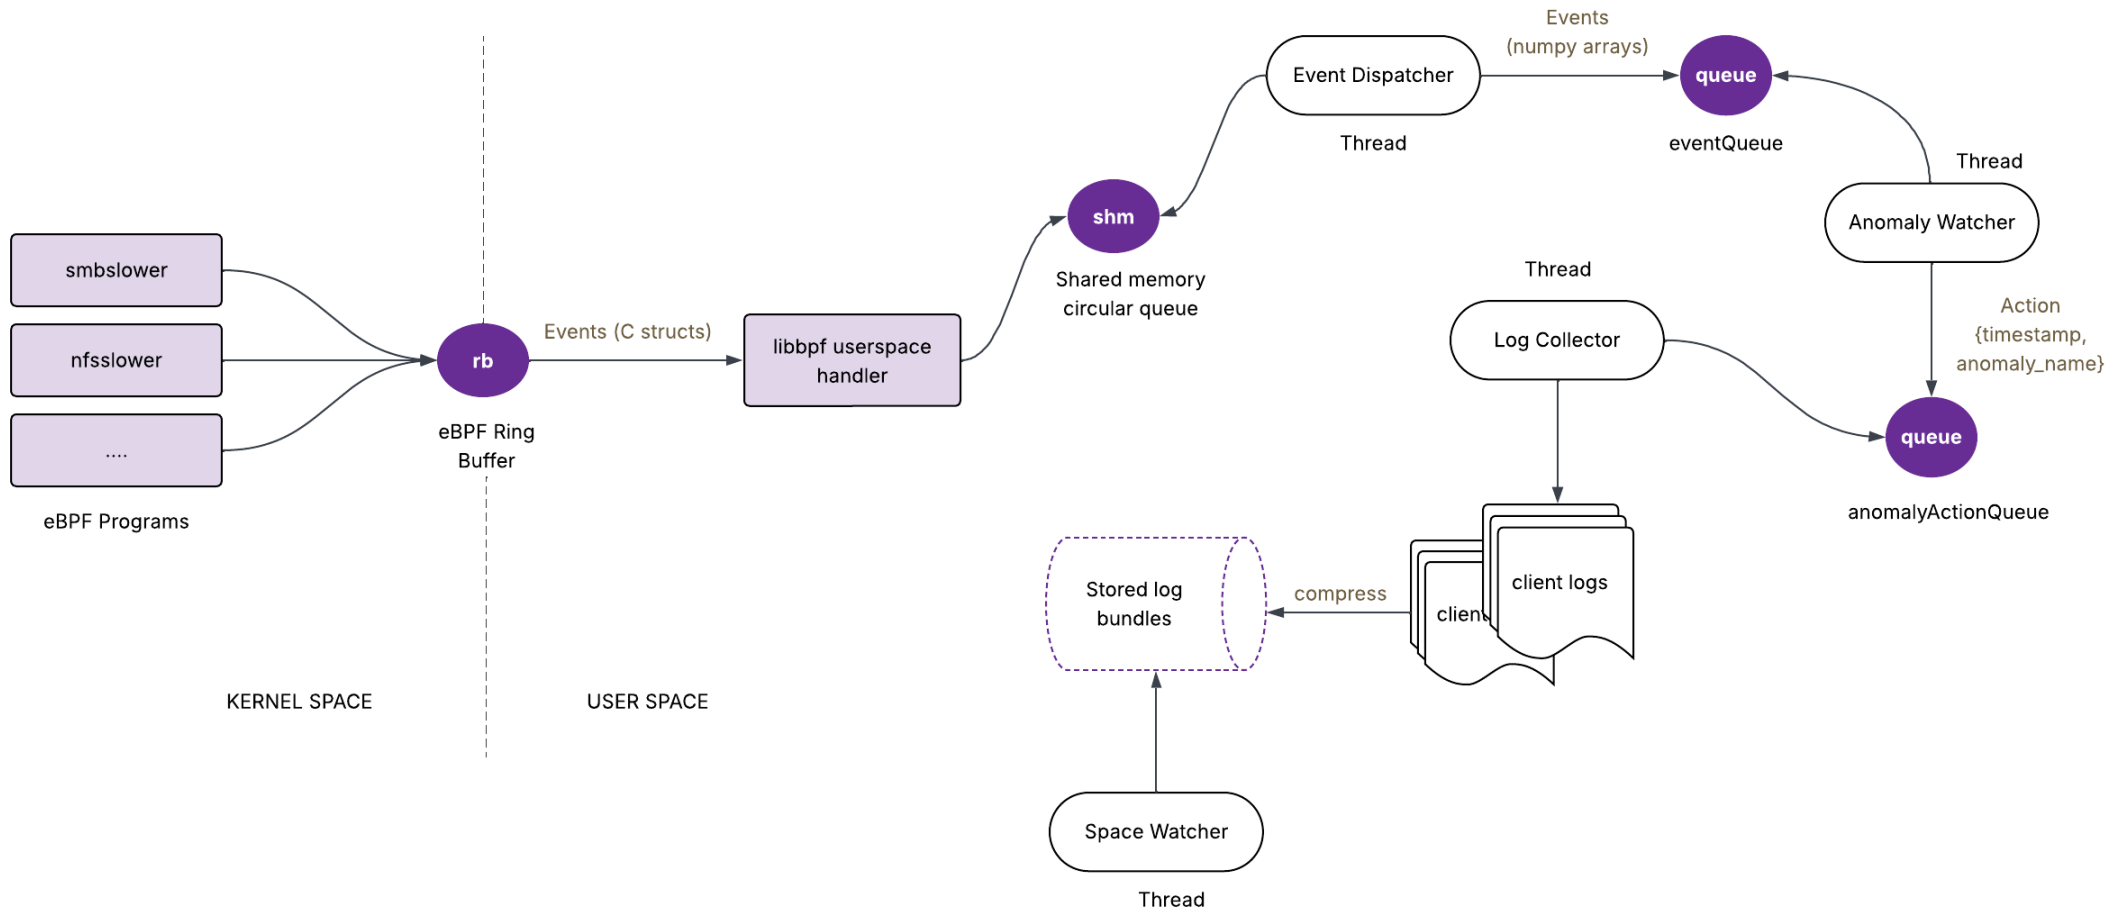 smbslower
nfsslower
....
eBPF Programs
rb
eBPF Ring
Buffer
KERNEL SPACE
USER SPACE
Events (C structs)
libbpf userspace
handler
shm
Shared memory
circular queue
Event Dispatcher
Thread
Events
(numpy arrays)
queue
eventQueue
Thread
Anomaly Watcher
Action
{timestamp,
anomaly_name}
queue
anomalyActionQueue
Thread
Log Collector
client logs
client
compress
Stored log
bundles
Space Watcher
Thread